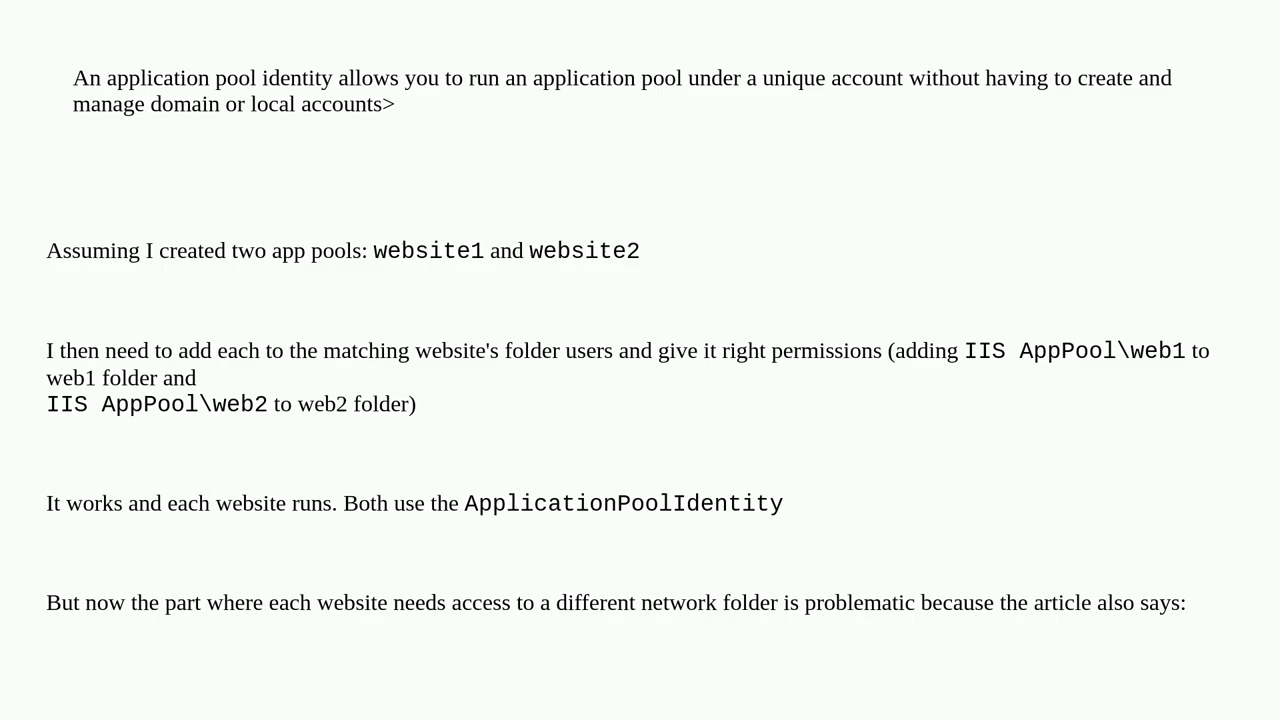 An application pool identity allows you to run an application pool under a unique account without having to create and
manage domain or local accounts>
Assuming I created two app pools: website1 and website2
I then need to add each to the matching website's folder users and give it right permissions (adding IIS AppPool\web1 to
web1 folder and
IIS AppPool\web2 to web2 folder)
It works and each website runs. Both use the ApplicationPoolIdentity
But now the part where each website needs access to a different network folder is problematic because the article also says: